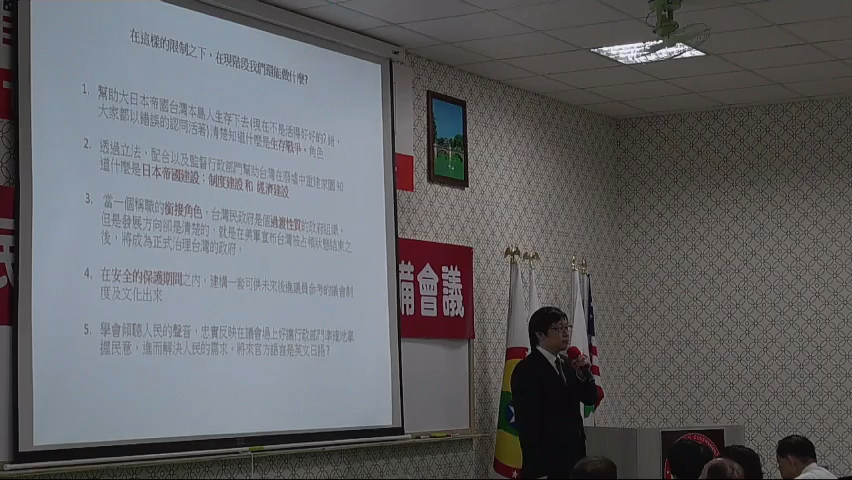 在這樣的限制之下，在現階段我們還能做什麼?
1. 幫助大日本帝國台灣本島人生存下去(現在不是活得好好的?錯，
大家都以錯誤的認同活著)清楚知道什麼是生存戰爭，角色
2. 透過立法、配合以及監督行政部門幫助台灣在廢墟中重建家園 知
道什麼是日本帝國建設：制度建設 和 經濟建設
3. 當一個稱職的銜接角色，台灣民政府是個過渡性質的政府組織，
但是發展方向卻是清楚的，就是在美軍宣布台灣被占領狀態結束之
後，將成為正式治理台灣的政府，
4. 在安全的保護期間之內，建構一套可供未來後進議員參考的議會制
度及文化出來
5. 學會傾聽人民的聲音，忠實反映在議會場上好讓行政部門準確地掌
握民意，進而解決人民的需求。將來官方語言是英文日語?
備會議
民